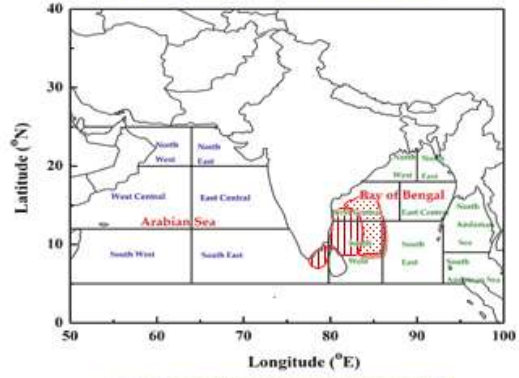 40
30
20
10
0
Latitude (°N)
North
West
North
East
West Central
East Central
Arabian Sea
South West
South East
North
West
North
East
Bay of Bengal
East Central
West
South
East
North
Andaman
Sea
South
Andaman Sea
50
60
70
80
90
100
Longitude (°E)